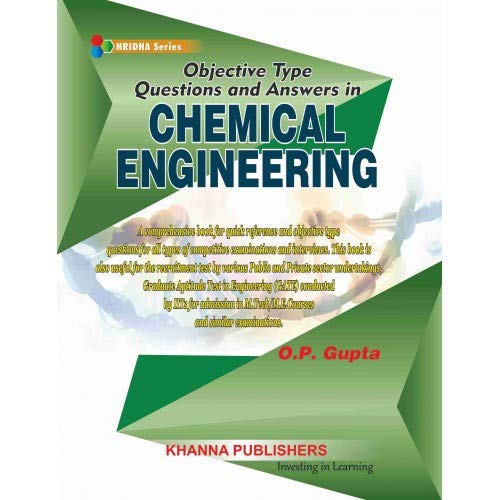 HRIDHA Series
Objective Type
Questions and Answers in
CHEMICAL
ENGINEERING
A comprehensive book for quick reference and objective type
questions for all types of competitive examinations and interviews. This book is
also useful for the recruitment test by various Public and Private sector undertakings.
Graduate Aptitude Test in Engineering (GATE) conducted
by IITs for admission in M.Tech/M.E. Courses
and similar examinations.
O.P. Gupta
KHANNA PUBLISHERS
Investing in Learning